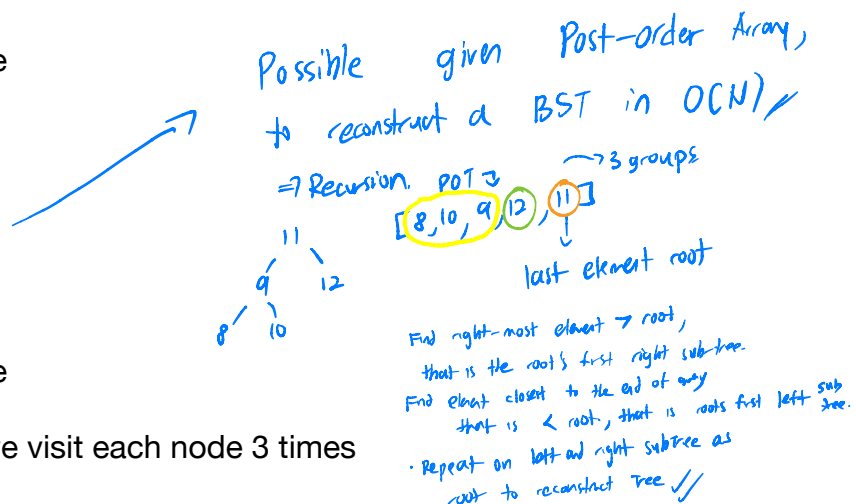 e
Possible given Post-order Array,
to reconstruct a BST in O(N)
⇒ Recursion. POT
→ 3 groups
[8, 10, 9, 12, 11]
11
9 12
8 10
last element root
Find right-most element > root,
that is the root's first right sub-tree.
Find element closest to the end of array
that is < root, that is roots first left sub tree.
e
e visit each node 3 times
· Repeat on left and right subtree as
root to reconstruct Tree